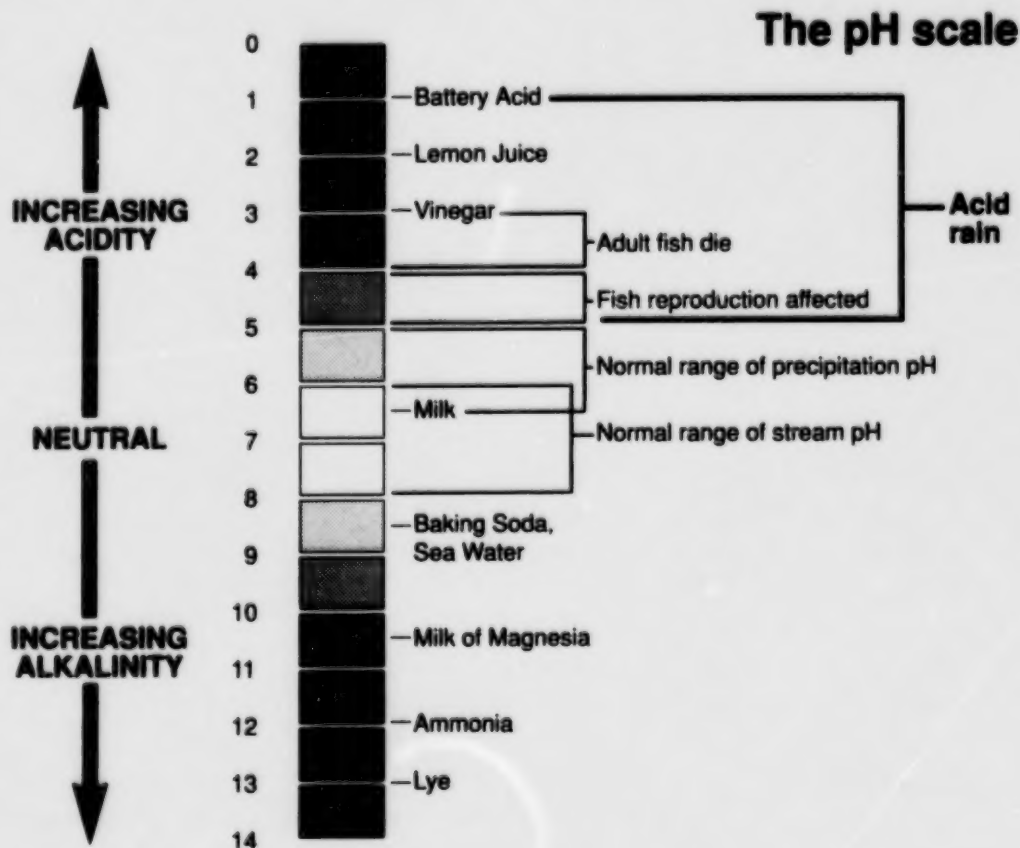 The pH scale
0
1
Battery Acid
2
Lemon Juice
INCREASING
ACIDITY
3
Vinegar
Acid
rain
Adult fish die
4
Fish reproduction affected
5
Normal range of precipitation pH
6
Milk
NEUTRAL
7
Normal range of stream pH
8
Baking Soda,
Sea Water
9
10
INCREASING
ALKALINITY
Milk of Magnesia
11
12
Ammonia
13
Lye
14